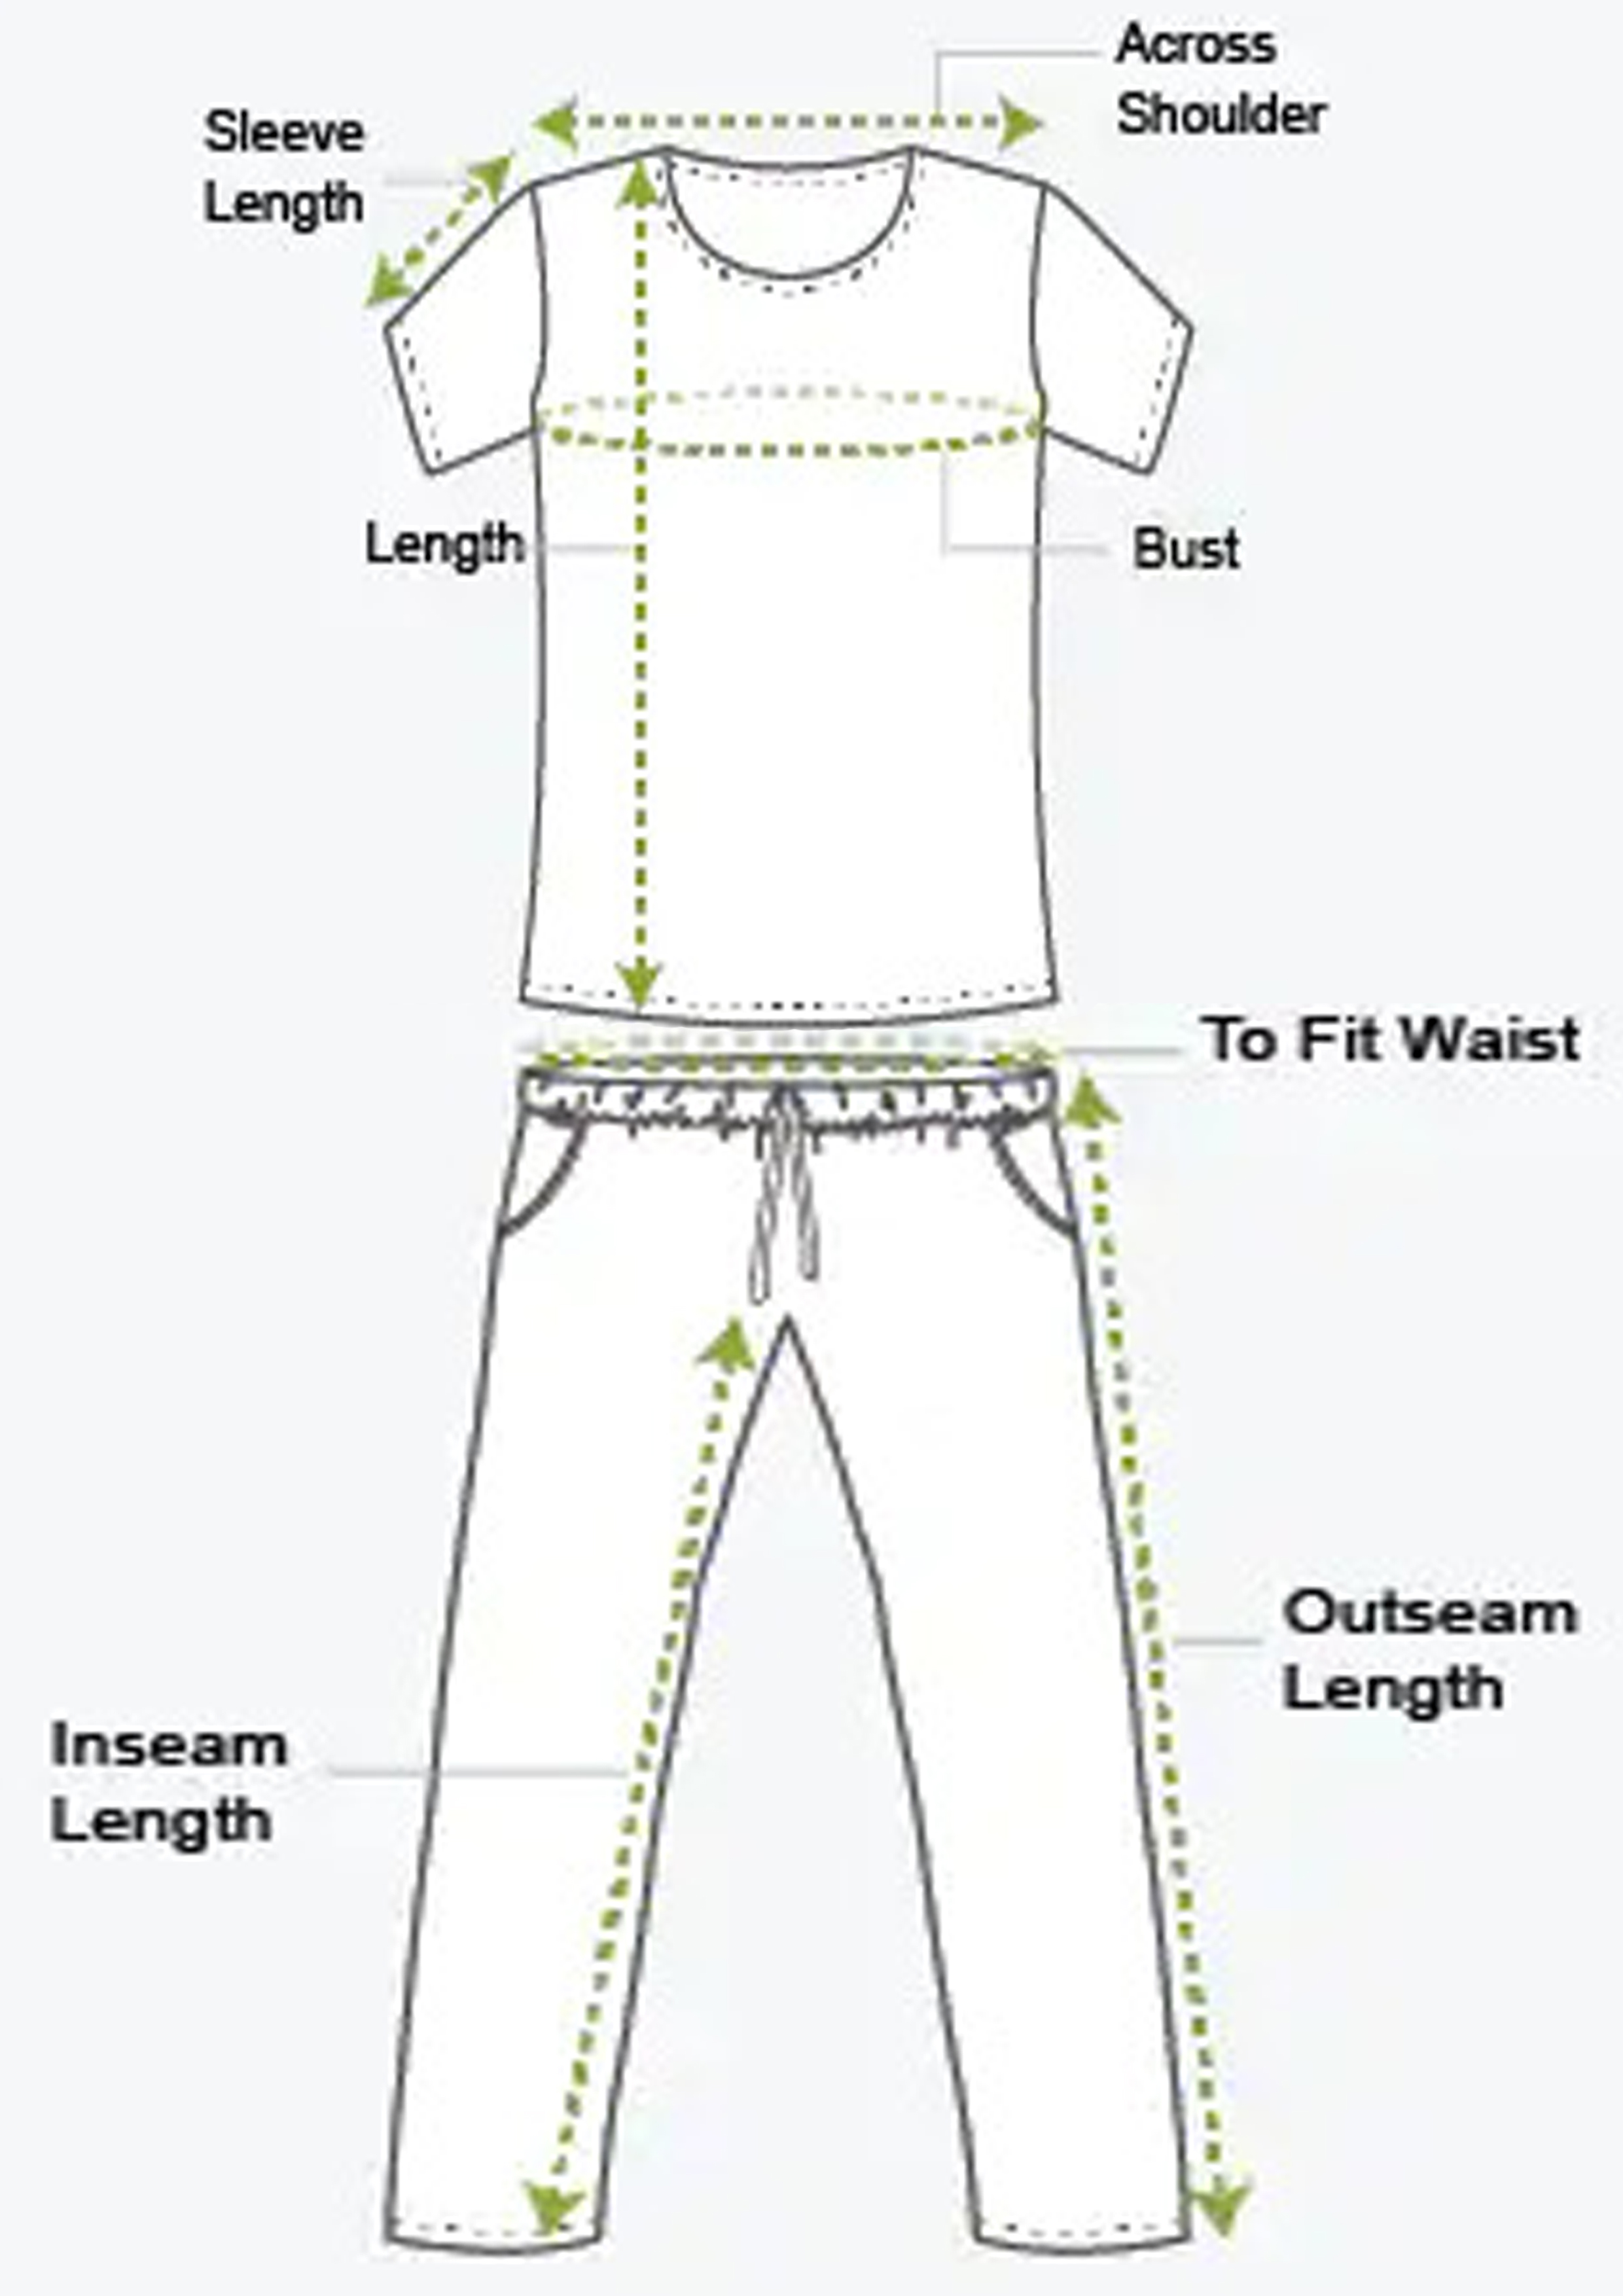 Across
Shoulder
Sleeve
Length
Length
Bust
To Fit Waist
Outseam
Length
Inseam
Length